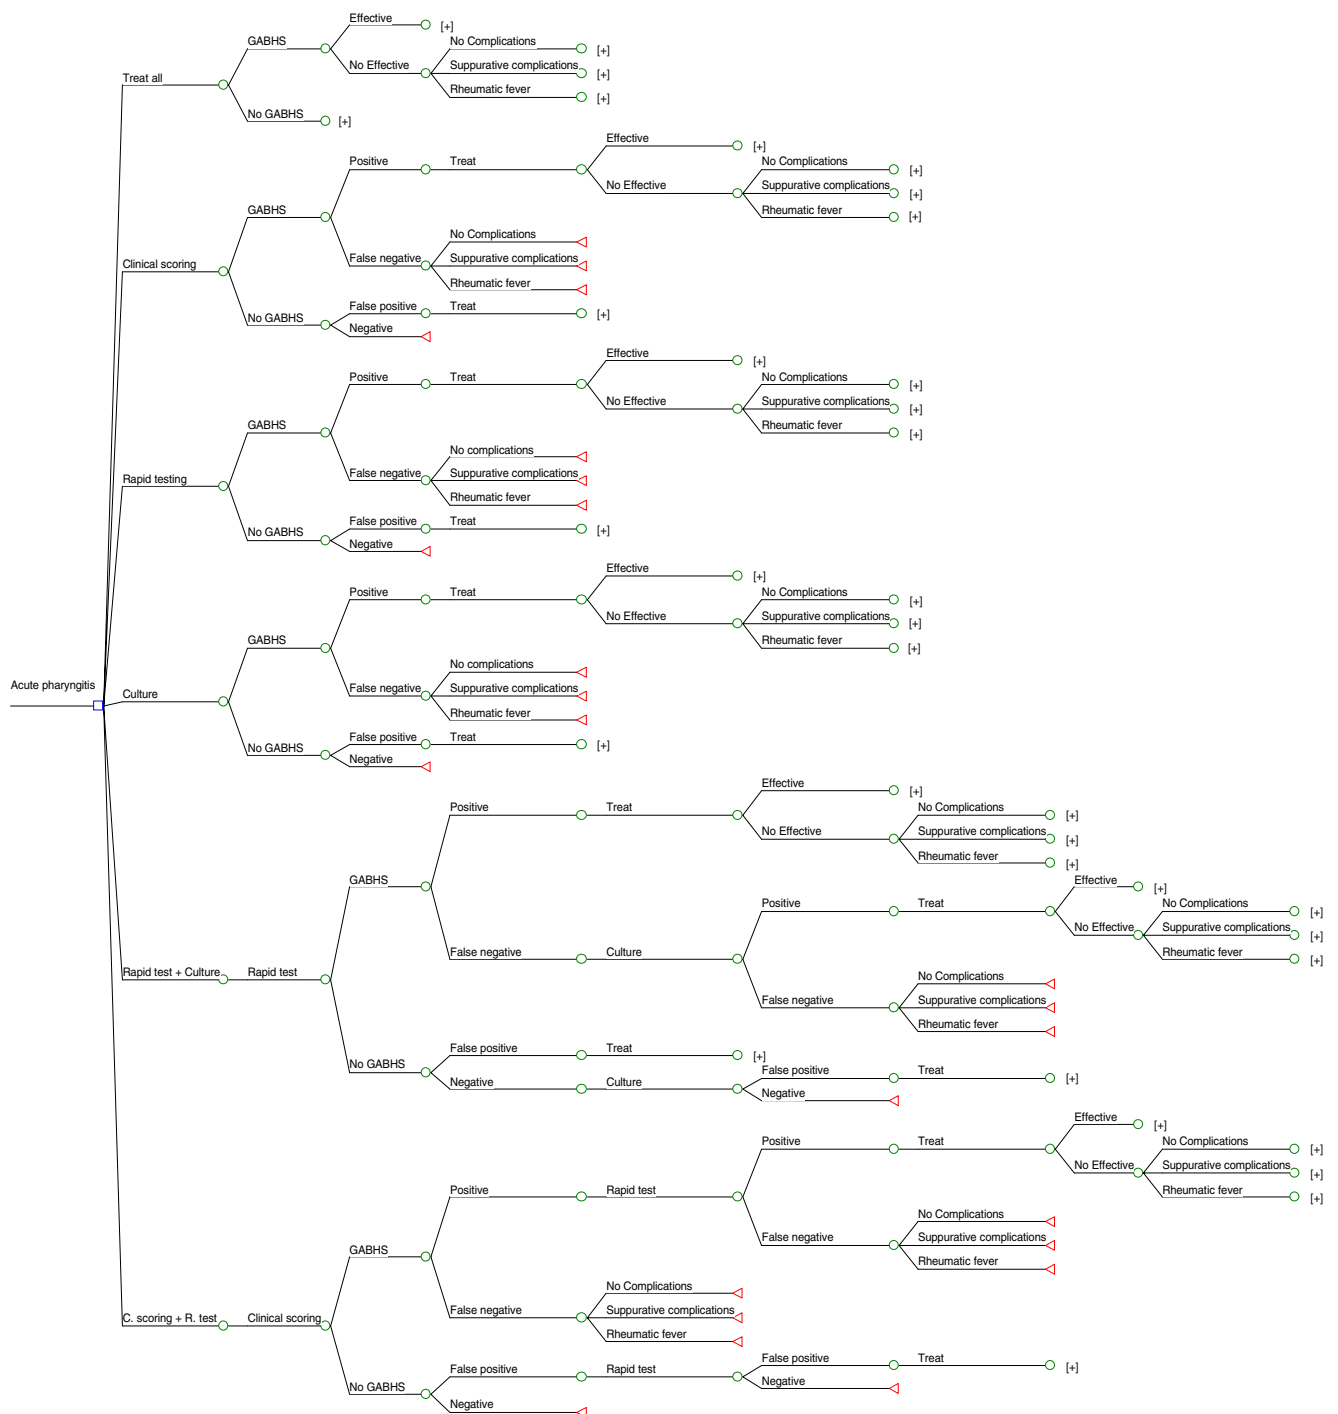 Effective
[+]
GABHS
No Complications
[+]
No Effective
Suppurative complications
[+]
Treat all
Rheumatic fever
[+]
No GABHS
[+]
Effective
[+]
Positive
Treat
No Complications
[+]
No Effective
Suppurative complications
[+]
GABHS
Rheumatic fever
[+]
No Complications
False negative
Suppurative complications
Clinical scoring
Rheumatic fever
False positive
Treat
[+]
No GABHS
Negative
Effective
[+]
Positive
Treat
No Complications
[+]
No Effective
Suppurative complications
[+]
GABHS
Rheumatic fever
[+]
No complications
False negative
Suppurative complications
Rapid testing
Rheumatic fever
False positive
Treat
[+]
No GABHS
Negative
Effective
[+]
Positive
Treat
No Complications
[+]
No Effective
Suppurative complications
[+]
GABHS
Rheumatic fever
[+]
No complications
Acute pharyngitis
False negative
Suppurative complications
Culture
Rheumatic fever
False positive
Treat
[+]
No GABHS
Negative
Effective
[+]
Positive
Treat
No Complications
[+]
No Effective
Suppurative complications
[+]
Rheumatic fever
[+]
GABHS
Effective
[+]
Positive
Treat
No Complications
[+]
No Effective
Suppurative complications
[+]
False negative
Culture
Rheumatic fever
[+]
Rapid test + Culture
Rapid test
No Complications
False negative
Suppurative complications
Rheumatic fever
False positive
Treat
[+]
No GABHS
False positive
Treat
[+]
Negative
Culture
Negative
Effective
[+]
Positive
Treat
No Complications
[+]
No Effective
Suppurative complications
[+]
Positive
Rapid test
Rheumatic fever
[+]
No Complications
False negative
Suppurative complications
GABHS
Rheumatic fever
No Complications
False negative
Suppurative complications
C. scoring + R. test
Clinical scoring
Rheumatic fever
False positive
Treat
[+]
False positive
Rapid test
Negative
No GABHS
Negative